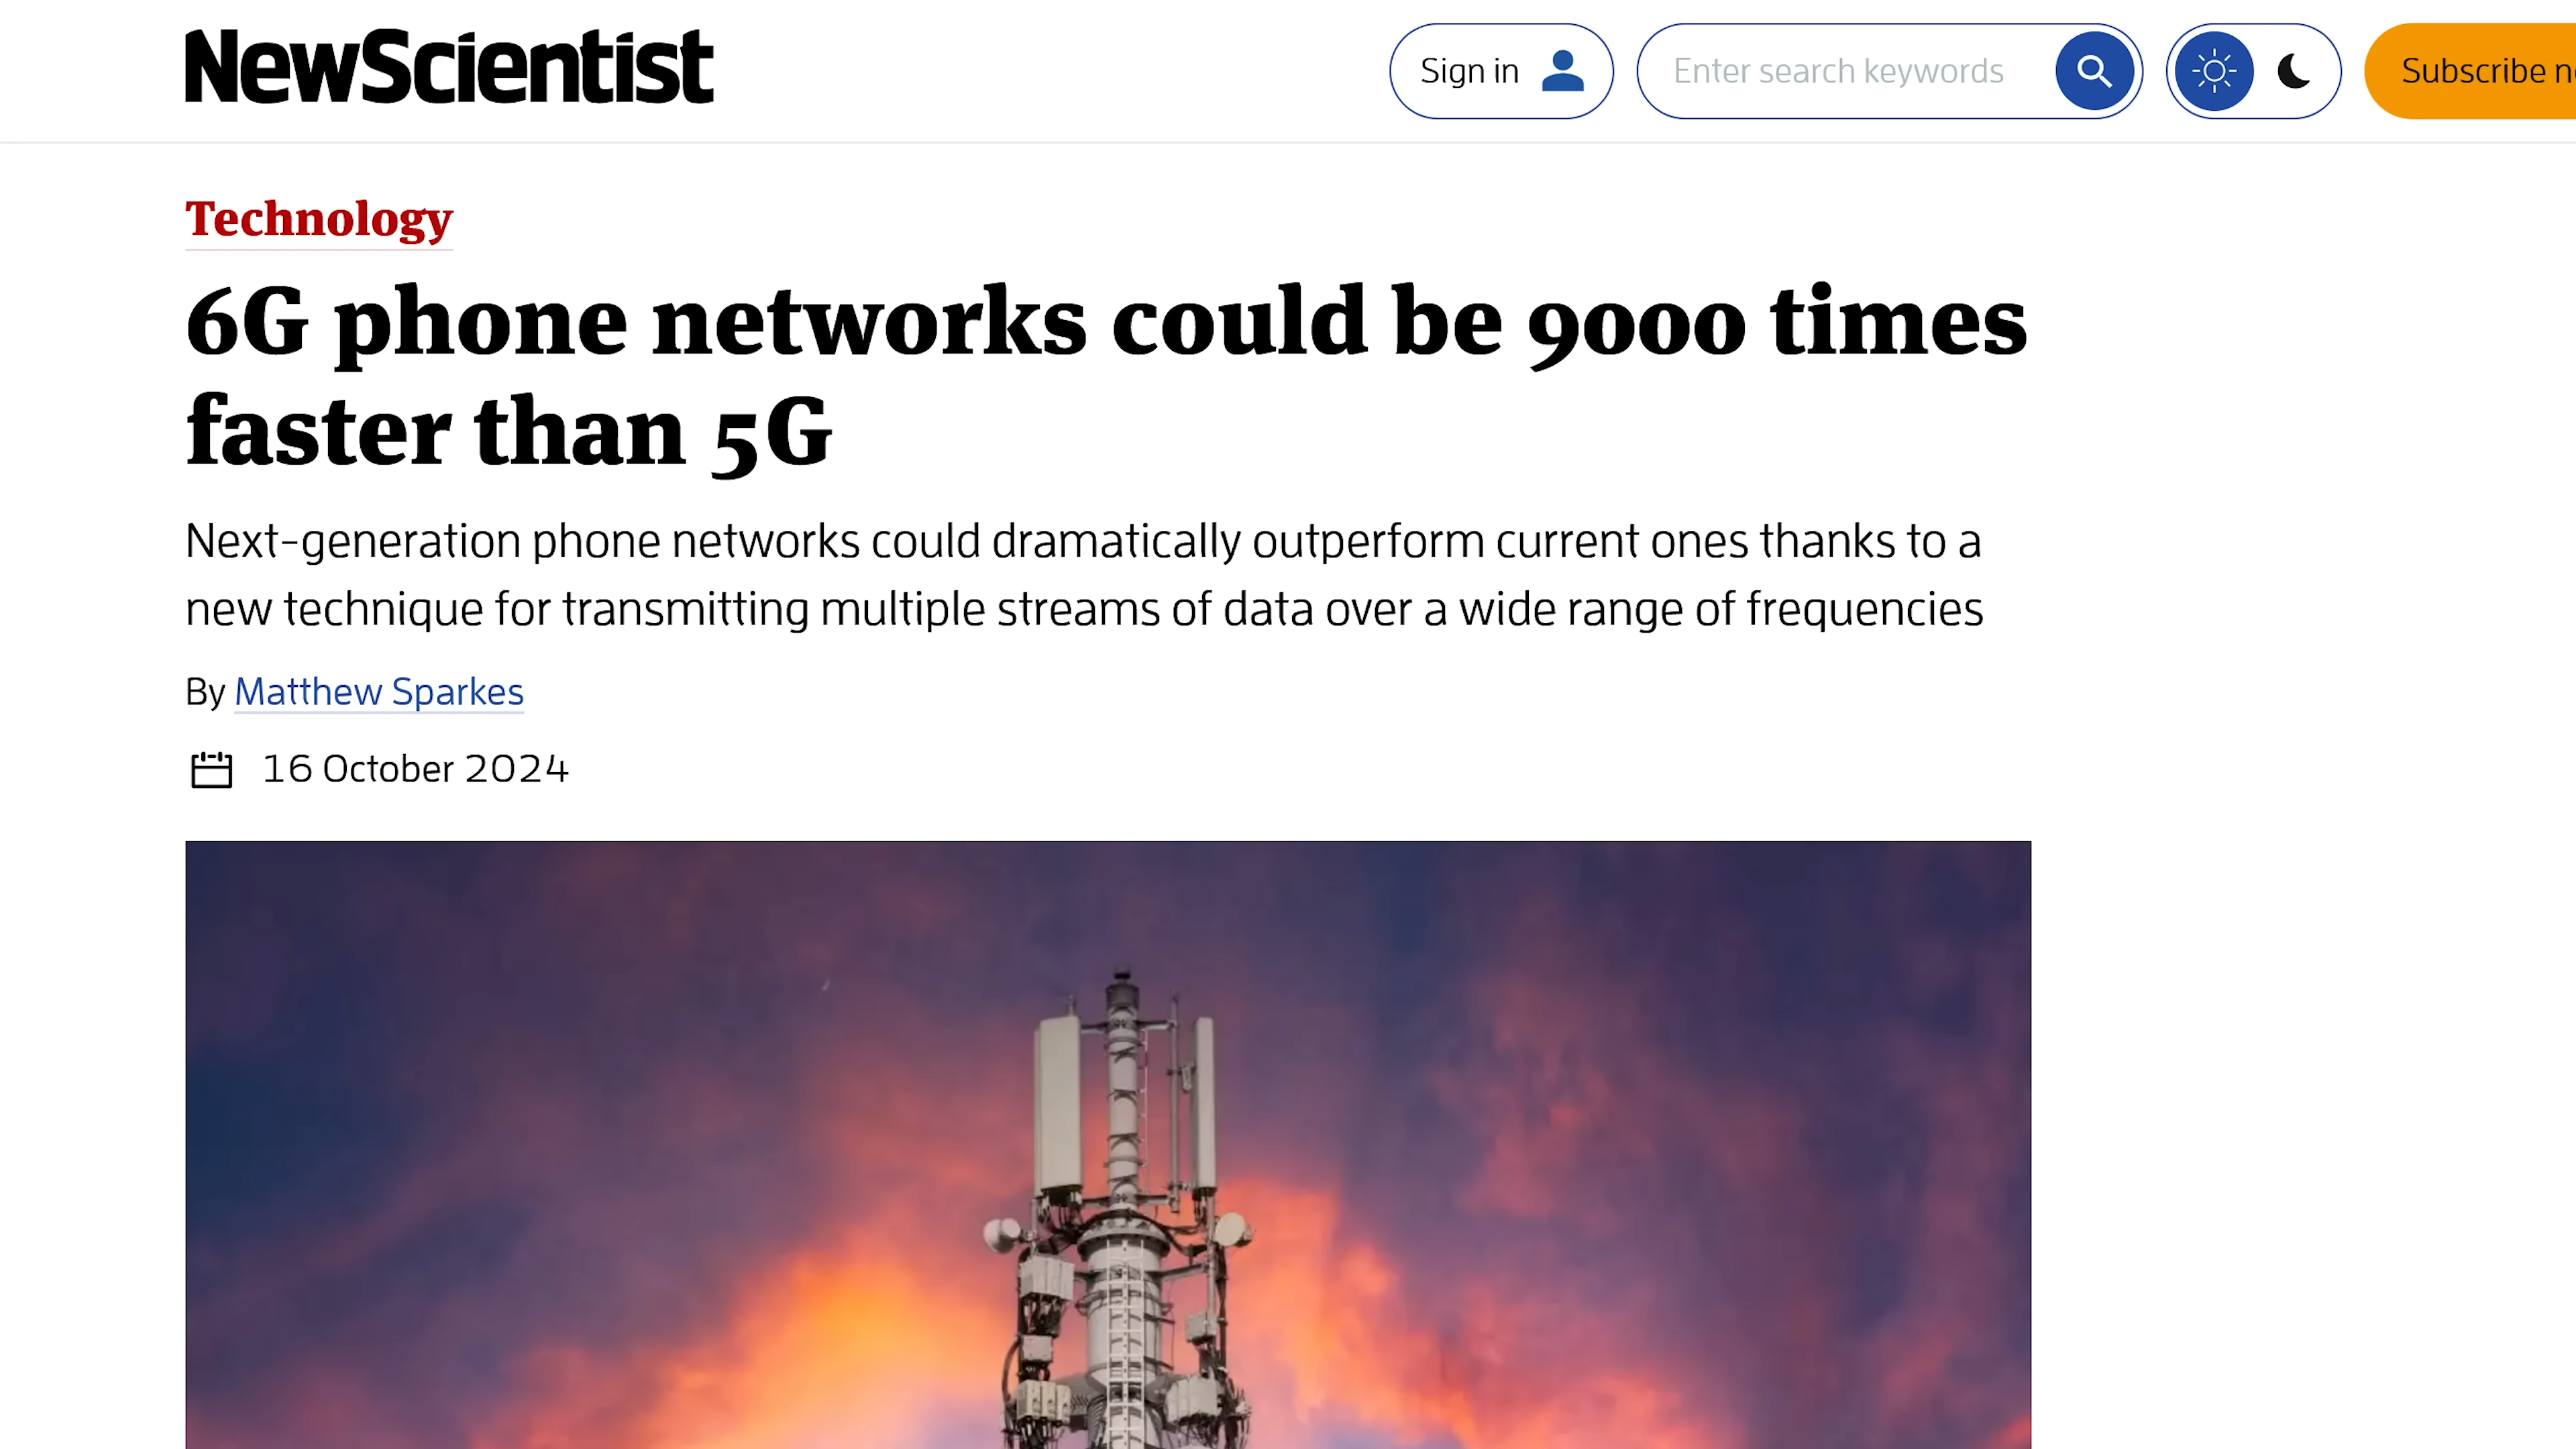 NewScientist
Sign in
Enter search keywords
Subscribe
Technology
6G phone networks could be 9000 times
faster than 5G
Next-generation phone networks could dramatically outperform current ones thanks to a
new technique for transmitting multiple streams of data over a wide range of frequencies
By Matthew Sparkes
16 October 2024